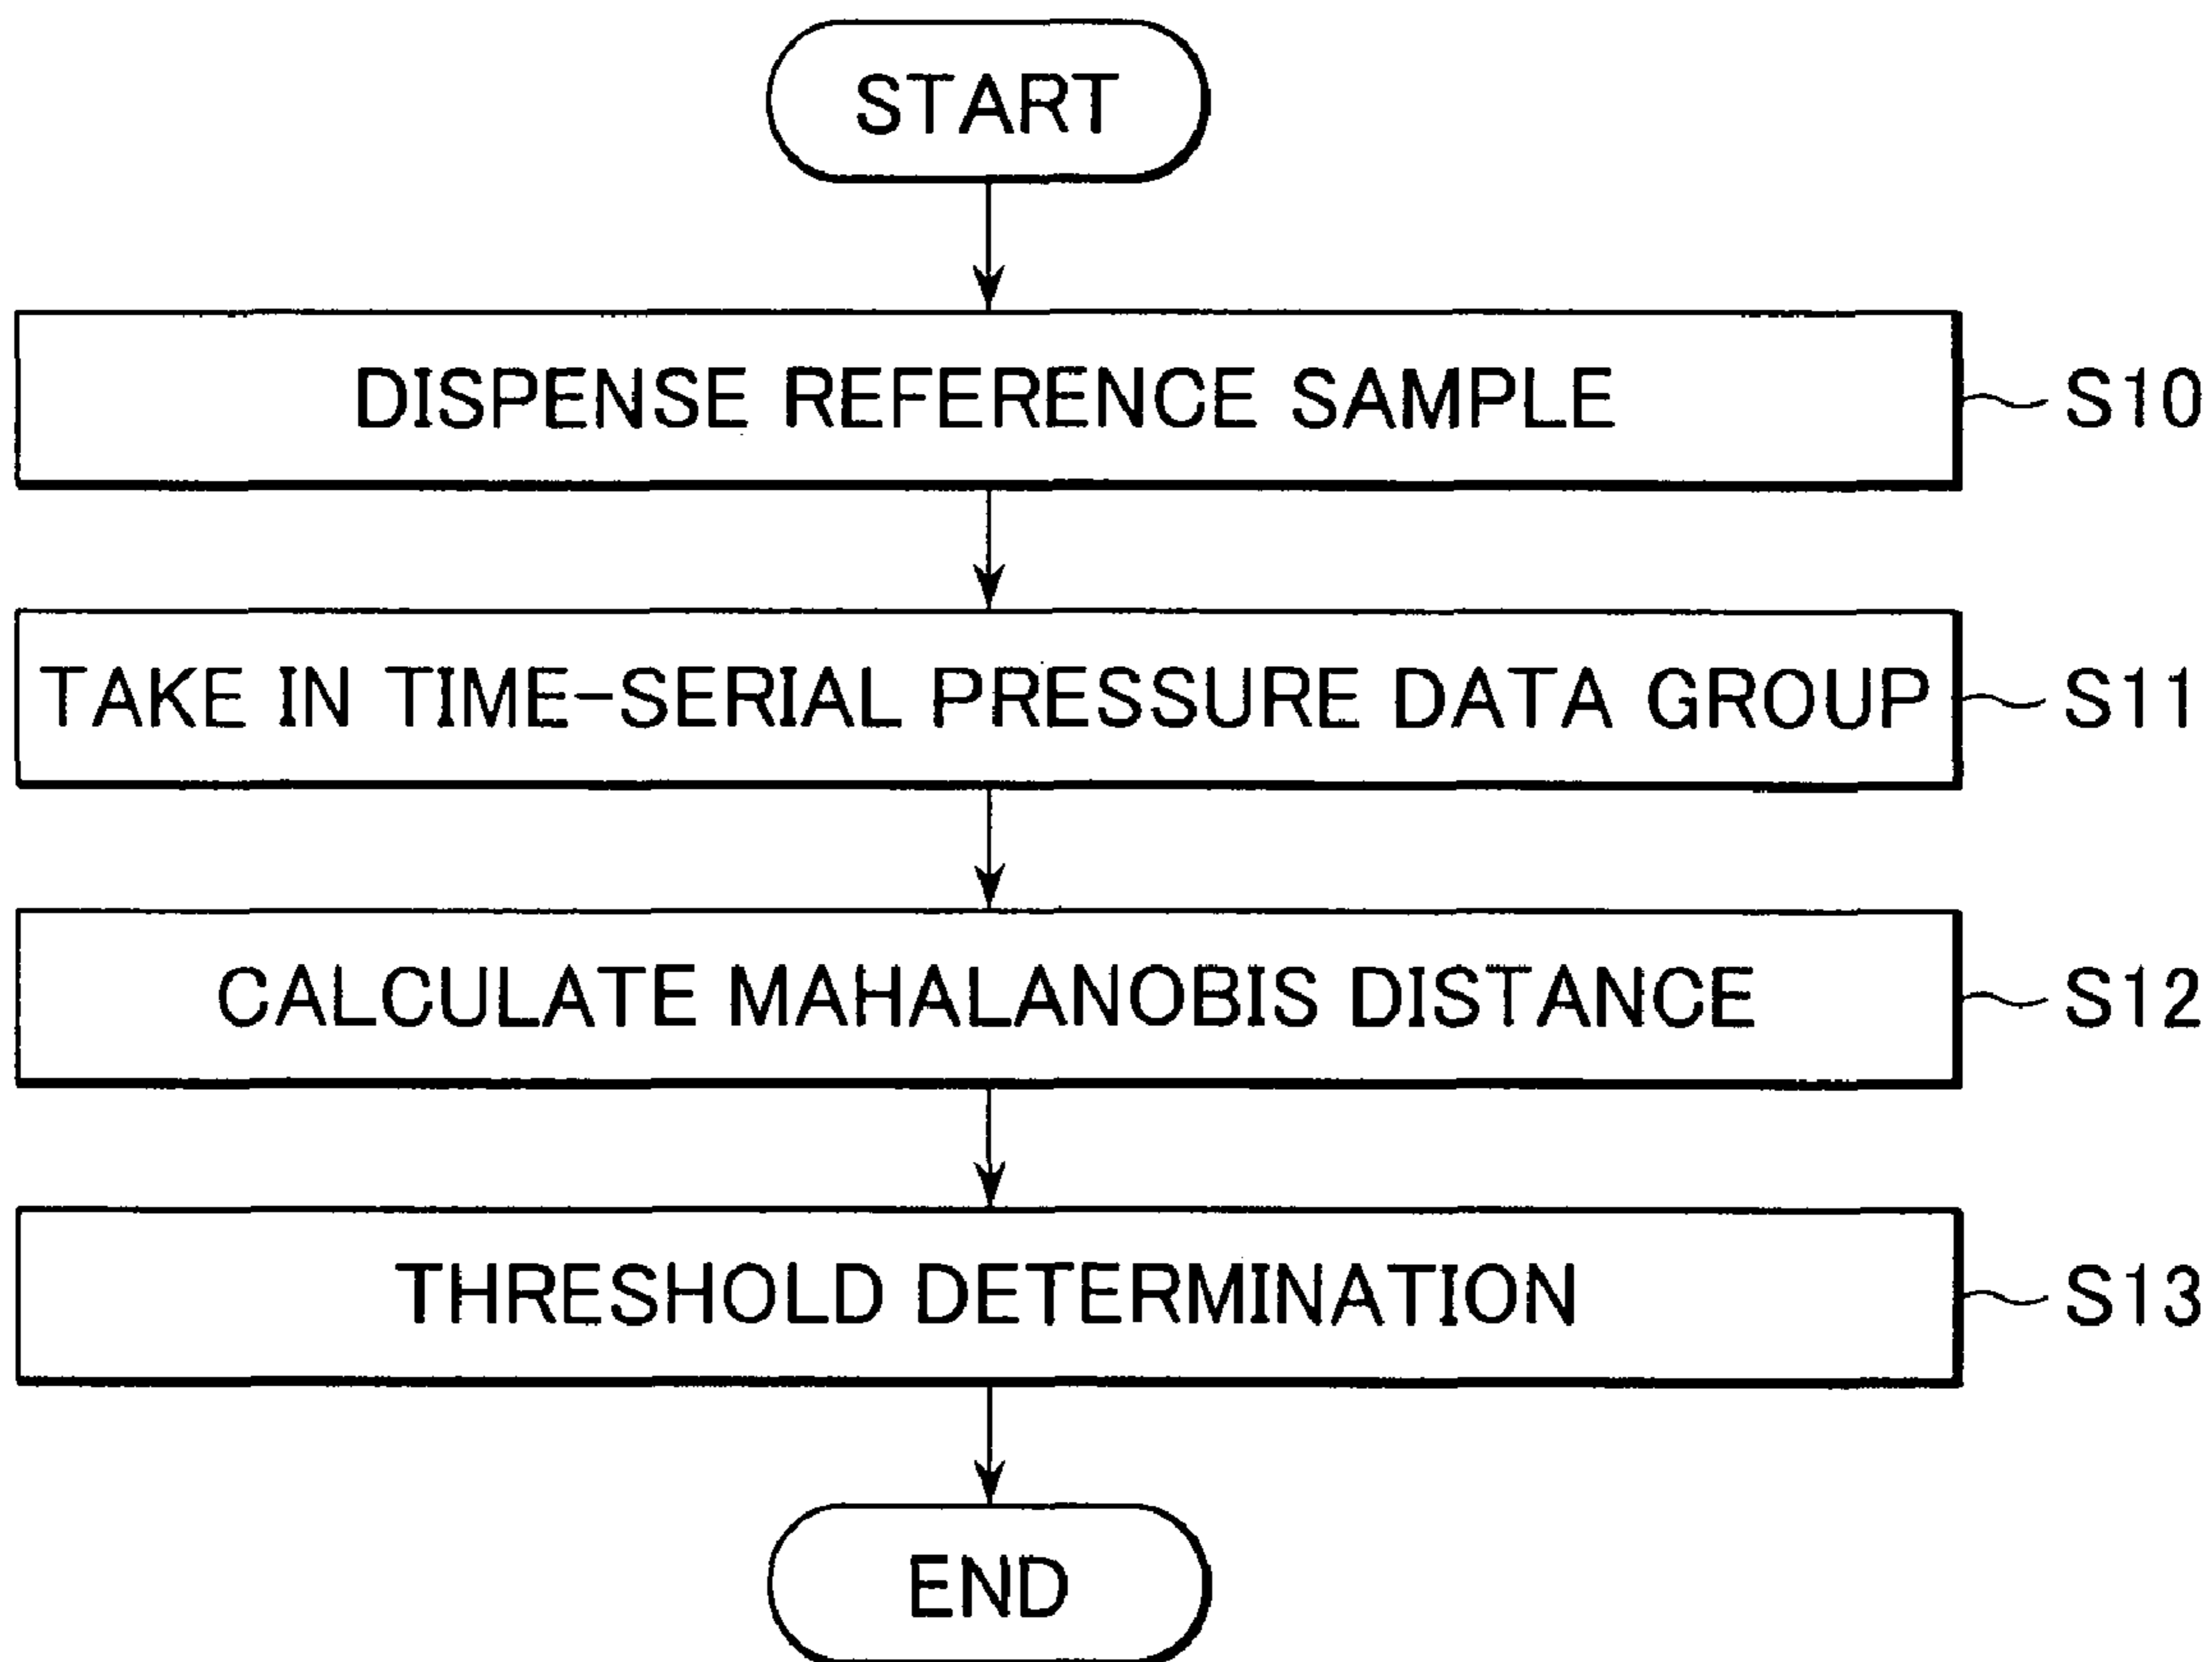 START
DISPENSE REFERENCE SAMPLE S10
TAKE IN TIME-SERIAL PRESSURE DATA GROUP S11
CALCULATE MAHALANOBIS DISTANCE S12
THRESHOLD DETERMINATION S13
END